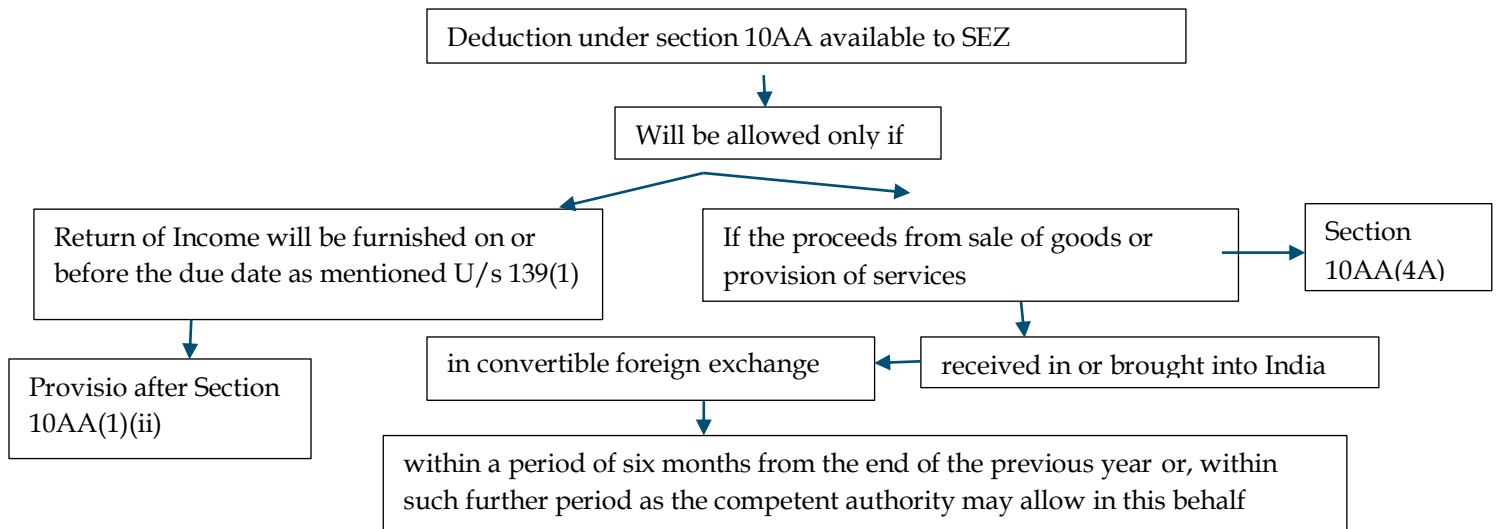 Deduction under section 10AA available to SEZ
Will be allowed only if
Return of Income will be furnished on or
before the due date as mentioned U/s 139(1)
If the proceeds from sale of goods or
provision of services
Section
10AA(4A)
Provisio after Section
10AA(1)(ii)
in convertible foreign exchange
received in or brought into India
within a period of six months from the end of the previous year or, within
such further period as the competent authority may allow in this behalf